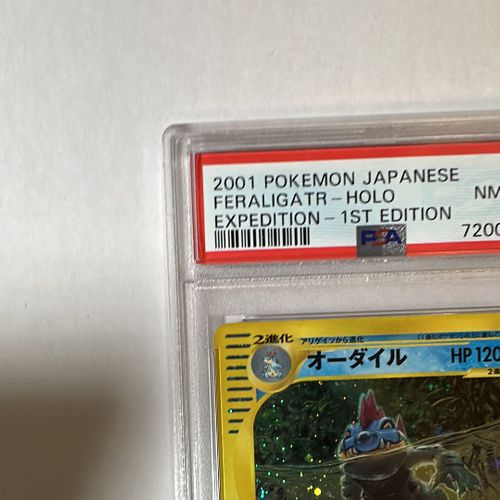 2001 POKEMON JAPANESE
FERALIGATR-HOLO NM
EXPEDITION-1ST EDITION
PSA 7200
2進化
アリゲイツから進化
オーダイル HP 120